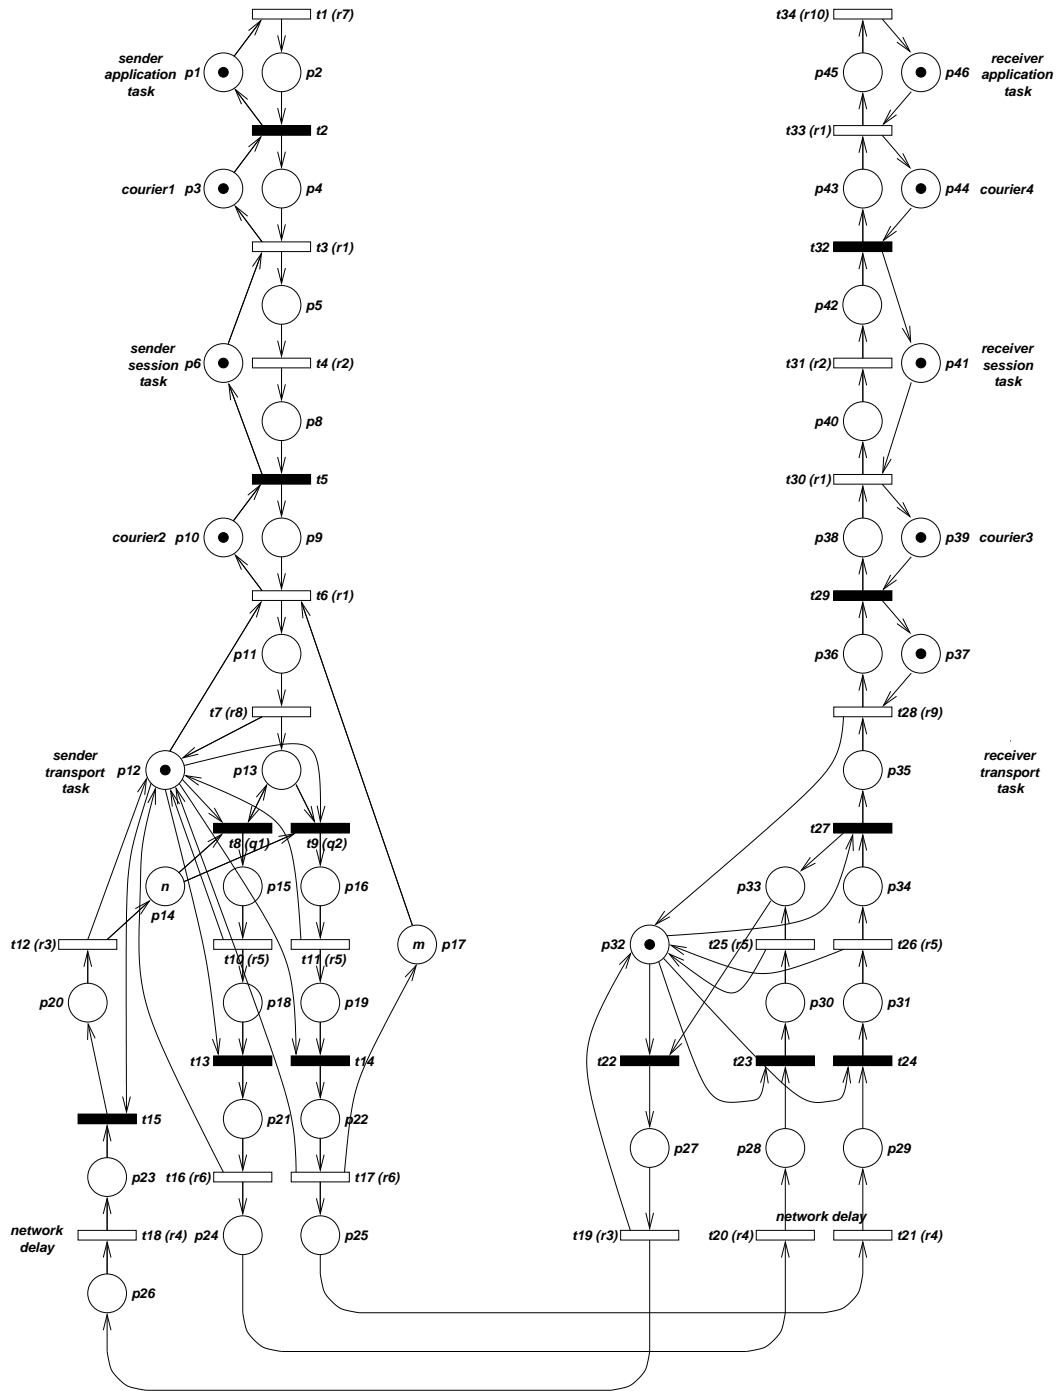 t1 (r7)
t34 (r10)
sender
application
task
p1
p2
p45
p46
receiver
application
task
t2
t33 (r1)
courier1
p3
p4
p43
p44
courier4
t3 (r1)
t32
p5
p42
sender
session
task
p6
t4 (r2)
t31 (r2)
p41
receiver
session
task
p8
p40
t5
t30 (r1)
courier2
p10
p9
p38
p39
courier3
t6 (r1)
t29
p11
p36
p37
t7 (r8)
t28 (r9)
sender
transport
task
p12
p13
p35
receiver
transport
task
t8 (q1)
t9 (q2)
t27
n
p14
p15
p16
p33
p34
t12 (r3)
t10 (r5)
t11 (r5)
m
p17
p32
t25 (r5)
t26 (r5)
p20
p18
p19
p30
p31
t13
t14
t22
t23
t24
t15
p21
p22
p27
p28
p29
p23
t16 (r6)
t17 (r6)
network
delay
t18 (r4)
p24
p25
network delay
t19 (r3)
t20 (r4)
t21 (r4)
p26